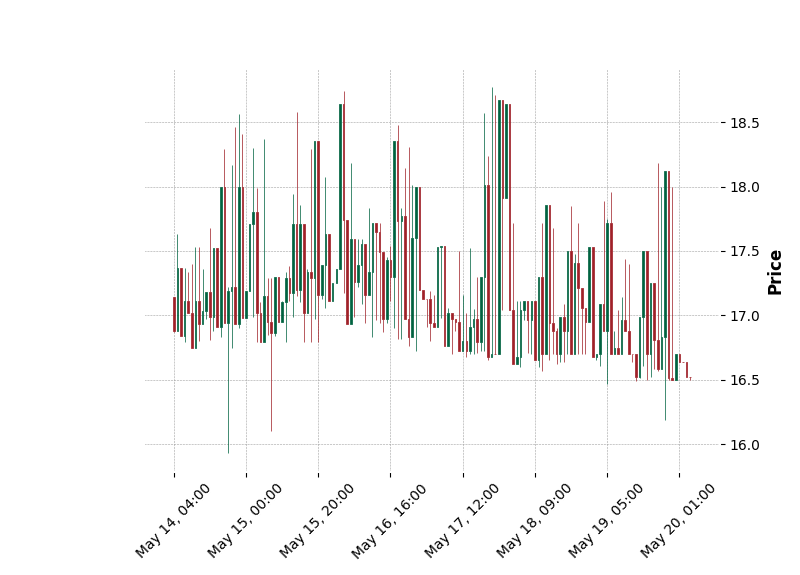 18.5
18.0
17.5
17.0
16.5
16.0
Price
May 14, 04:00
May 15, 00:00
May 15, 20:00
May 16, 16:00
May 17, 12:00
May 18, 09:00
May 19, 05:00
May 20, 01:00